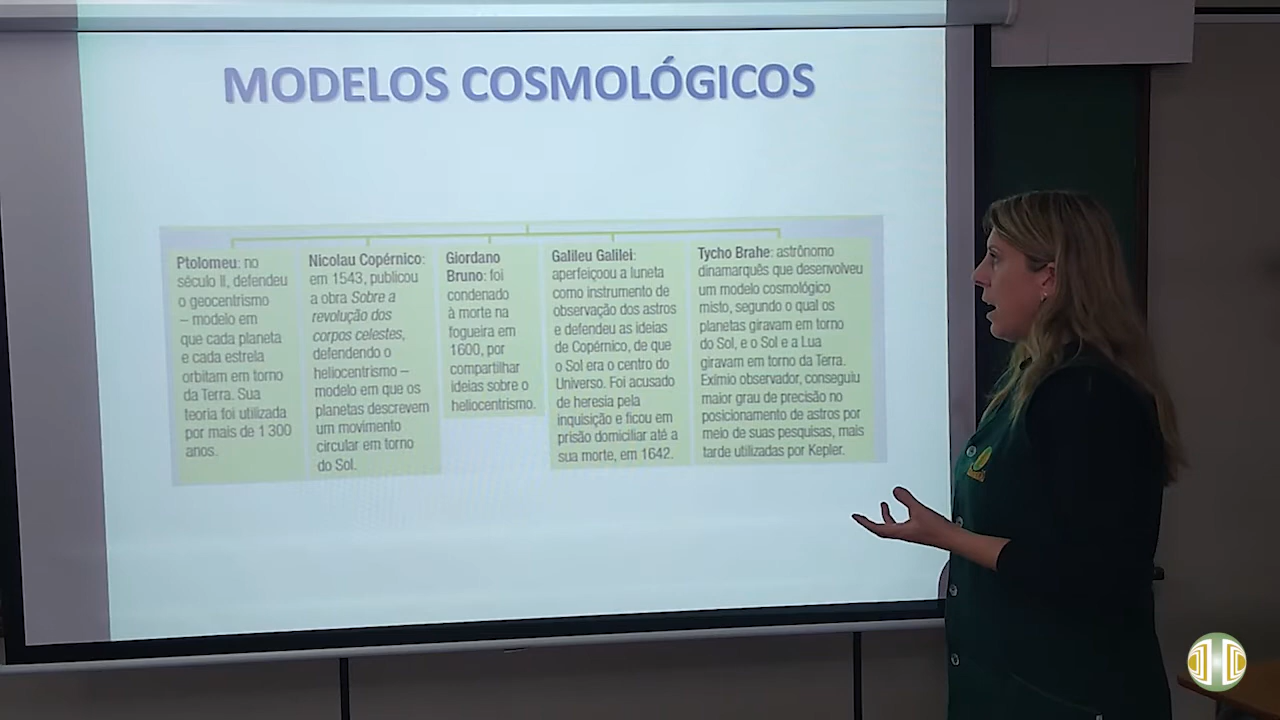 MODELOS COSMOLÓGICOS
Ptolomeu: no
século II, defendeu
o geocentrismo
– modelo em
que cada planeta
e cada estrela
orbitam em torno
da Terra. Sua
teoria foi utilizada
por mais de 1 300
anos.
Nicolau Copérnico:
em 1543, publicou
a obra Sobre a
revolução dos
corpos celestes,
defendendo o
heliocentrismo –
modelo em que os
planetas descrevem
um movimento
circular em torno
do Sol.
Giordano
Bruno: foi
condenado
à morte na
fogueira em
1600, por
compartilhar
ideias sobre o
heliocentrismo.
Galileu Galilei:
aperfeiçoou a luneta
como instrumento de
observação dos astros
e defendeu as ideias
de Copérnico, de que
o Sol era o centro do
Universo. Foi acusado
de heresia pela
inquisição e ficou em
prisão domiciliar até a
sua morte, em 1642.
Tycho Brahe: astrônomo
dinamarquês que desenvolveu
um modelo cosmológico
misto, segundo o qual os
planetas giravam em torno
do Sol, e o Sol e a Lua
giravam em torno da Terra.
Exímio observador, conseguiu
maior grau de precisão no
posicionamento de astros por
meio de suas pesquisas, mais
tarde utilizadas por Kepler.